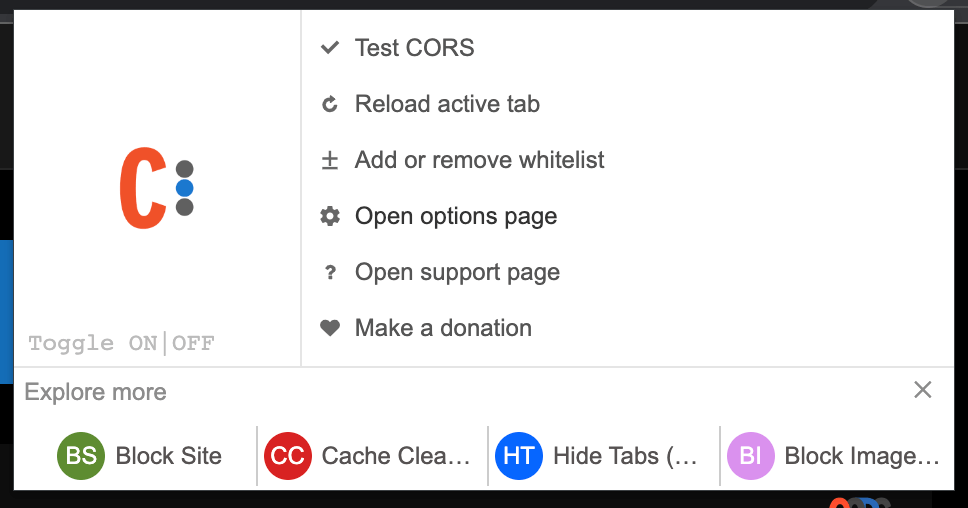 Test CORS
Reload active tab
Add or remove whitelist
Open options page
Open support page
Make a donation
Toggle ON|OFF
Explore more
BS Block Site
CC Cache Clea...
HT Hide Tabs (...
BI Block Image...